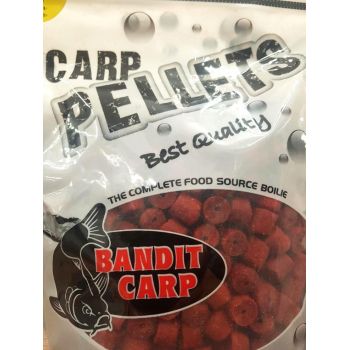 CARP
PELLETS
Best Quality
THE COMPLETE FOOD SOURCE BOILIE
BANDIT
CARP